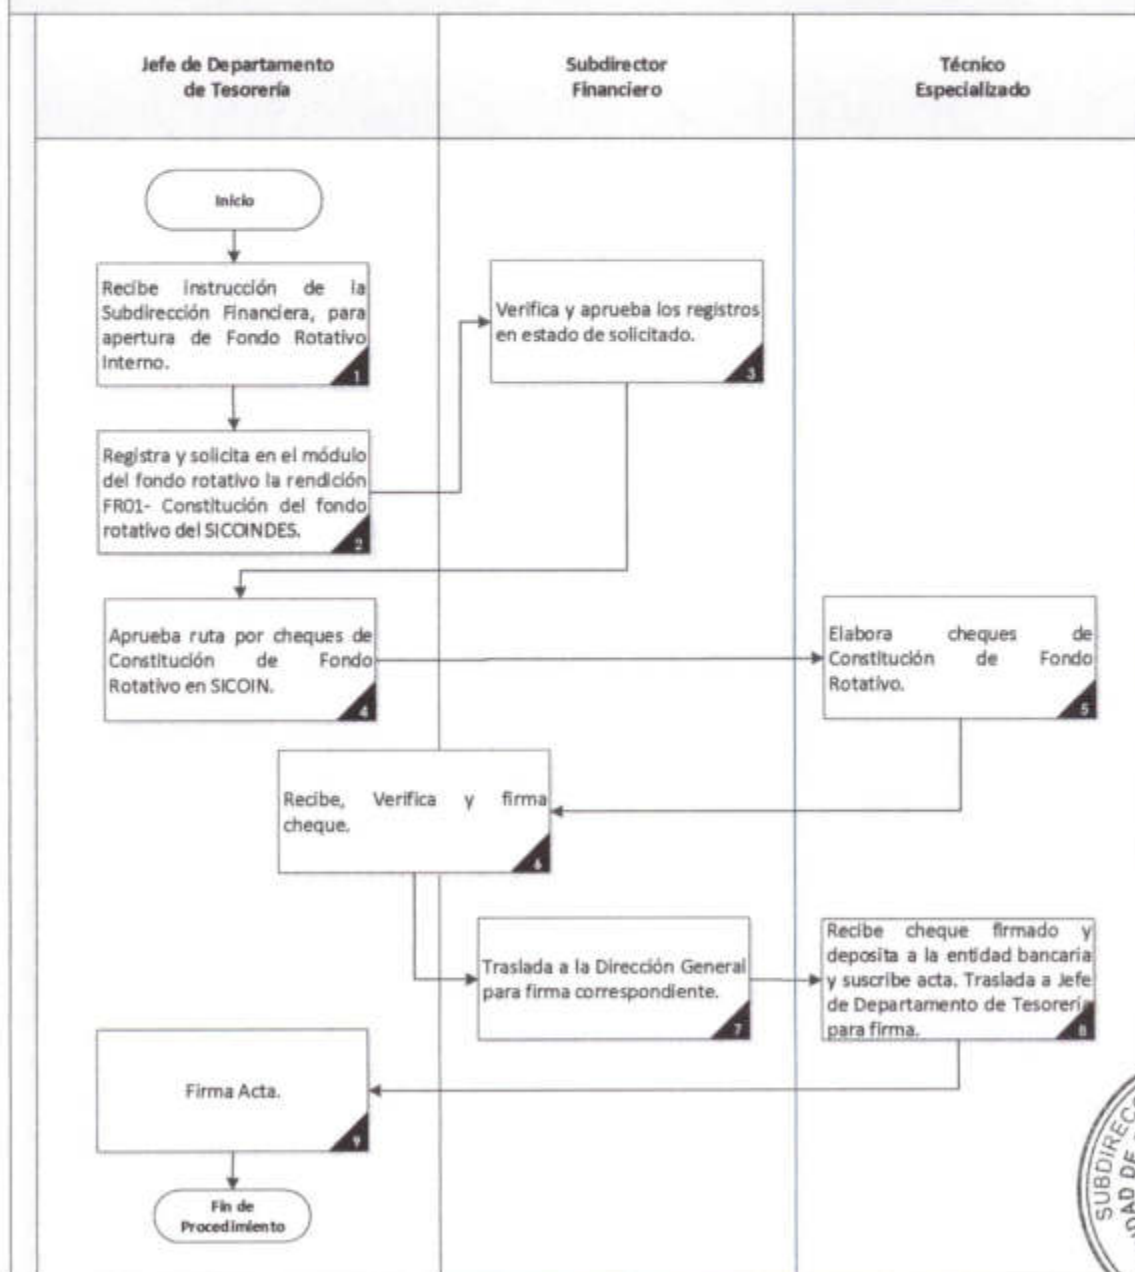 Jefe de Departamento
de Tesorería
Subdirector
Financiero
Técnico
Especializado
Inicio
Recibe instrucción de la
Subdirección Financiera, para
apertura de Fondo Rotativo
Interno.
1
Registra y solicita en el módulo
del fondo rotativo la rendición
FR01- Constitución del fondo
rotativo del SICOINDES.
2
Verifica y aprueba los registros
en estado de solicitado.
3
Aprueba ruta por cheques de
Constitución de Fondo
Rotativo en SICOIN.
4
Elabora cheques de
Constitución de Fondo
Rotativo.
5
Recibe, Verifica y firma
cheque.
6
Traslada a la Dirección General
para firma correspondiente.
7
Recibe cheque firmado y
deposita a la entidad bancaria
y suscribe acta. Traslada a Jefe
de Departamento de Tesorería
para firma.
8
Firma Acta.
9
Fin de
Procedimiento
SUBDIRECC
DAD DE